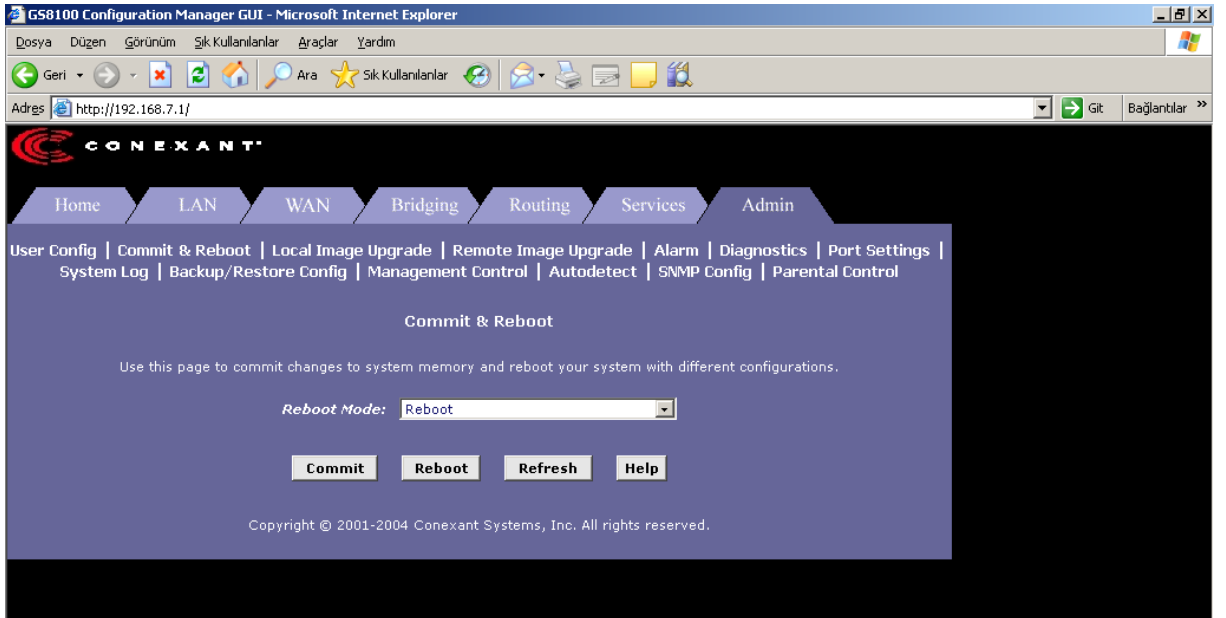 GS8100 Configuration Manager GUI - Microsoft Internet Explorer
Dosya Düzen Görünüm Sık Kullanılanlar Araçlar Yardım
Geri Ara Sık Kullanılanlar
Adres http://192.168.7.1/ Git Bağlantılar »
CONEXANT
Home LAN WAN Bridging Routing Services Admin
User Config | Commit & Reboot | Local Image Upgrade | Remote Image Upgrade | Alarm | Diagnostics | Port Settings |
System Log | Backup/Restore Config | Management Control | Autodetect | SNMP Config | Parental Control
Commit & Reboot
Use this page to commit changes to system memory and reboot your system with different configurations.
Reboot Mode: Reboot
Commit Reboot Refresh Help
Copyright © 2001-2004 Conexant Systems, Inc. All rights reserved.